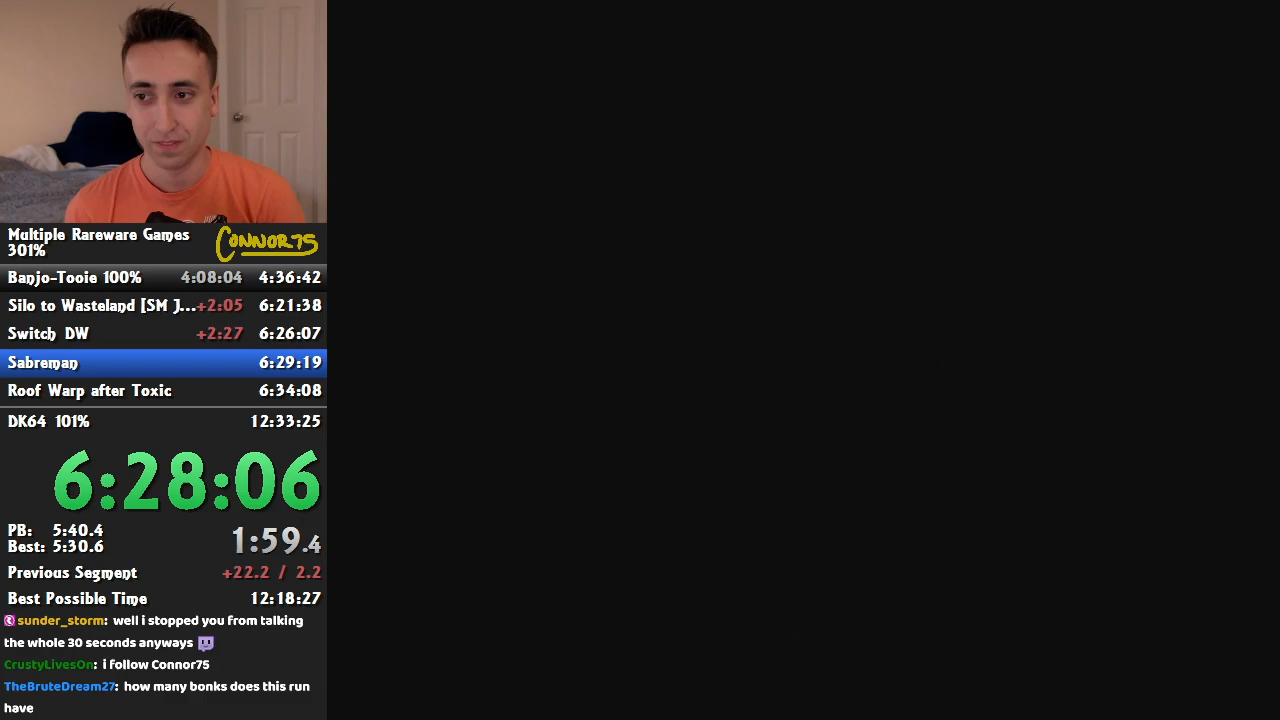 Multiple Rareware Games
301%
CONNOR75
Banjo-Tooie 100% 4:08:04 4:36:42
Silo to Wasteland [SM J... +2:05 6:21:38
Switch DW +2:27 6:26:07
Sabreman 6:29:19
Roof Warp after Toxic 6:34:08
DK64 101% 12:33:25
6:28:06
PB: 5:40.4
Best: 5:30.6
1:59.4
Previous Segment +22.2 / 2.2
Best Possible Time 12:18:27
sunder_storm: well i stopped you from talking
the whole 30 seconds anyways
CrustyLivesOn: i follow Connor75
TheBruteDream27: how many bonks does this run
have